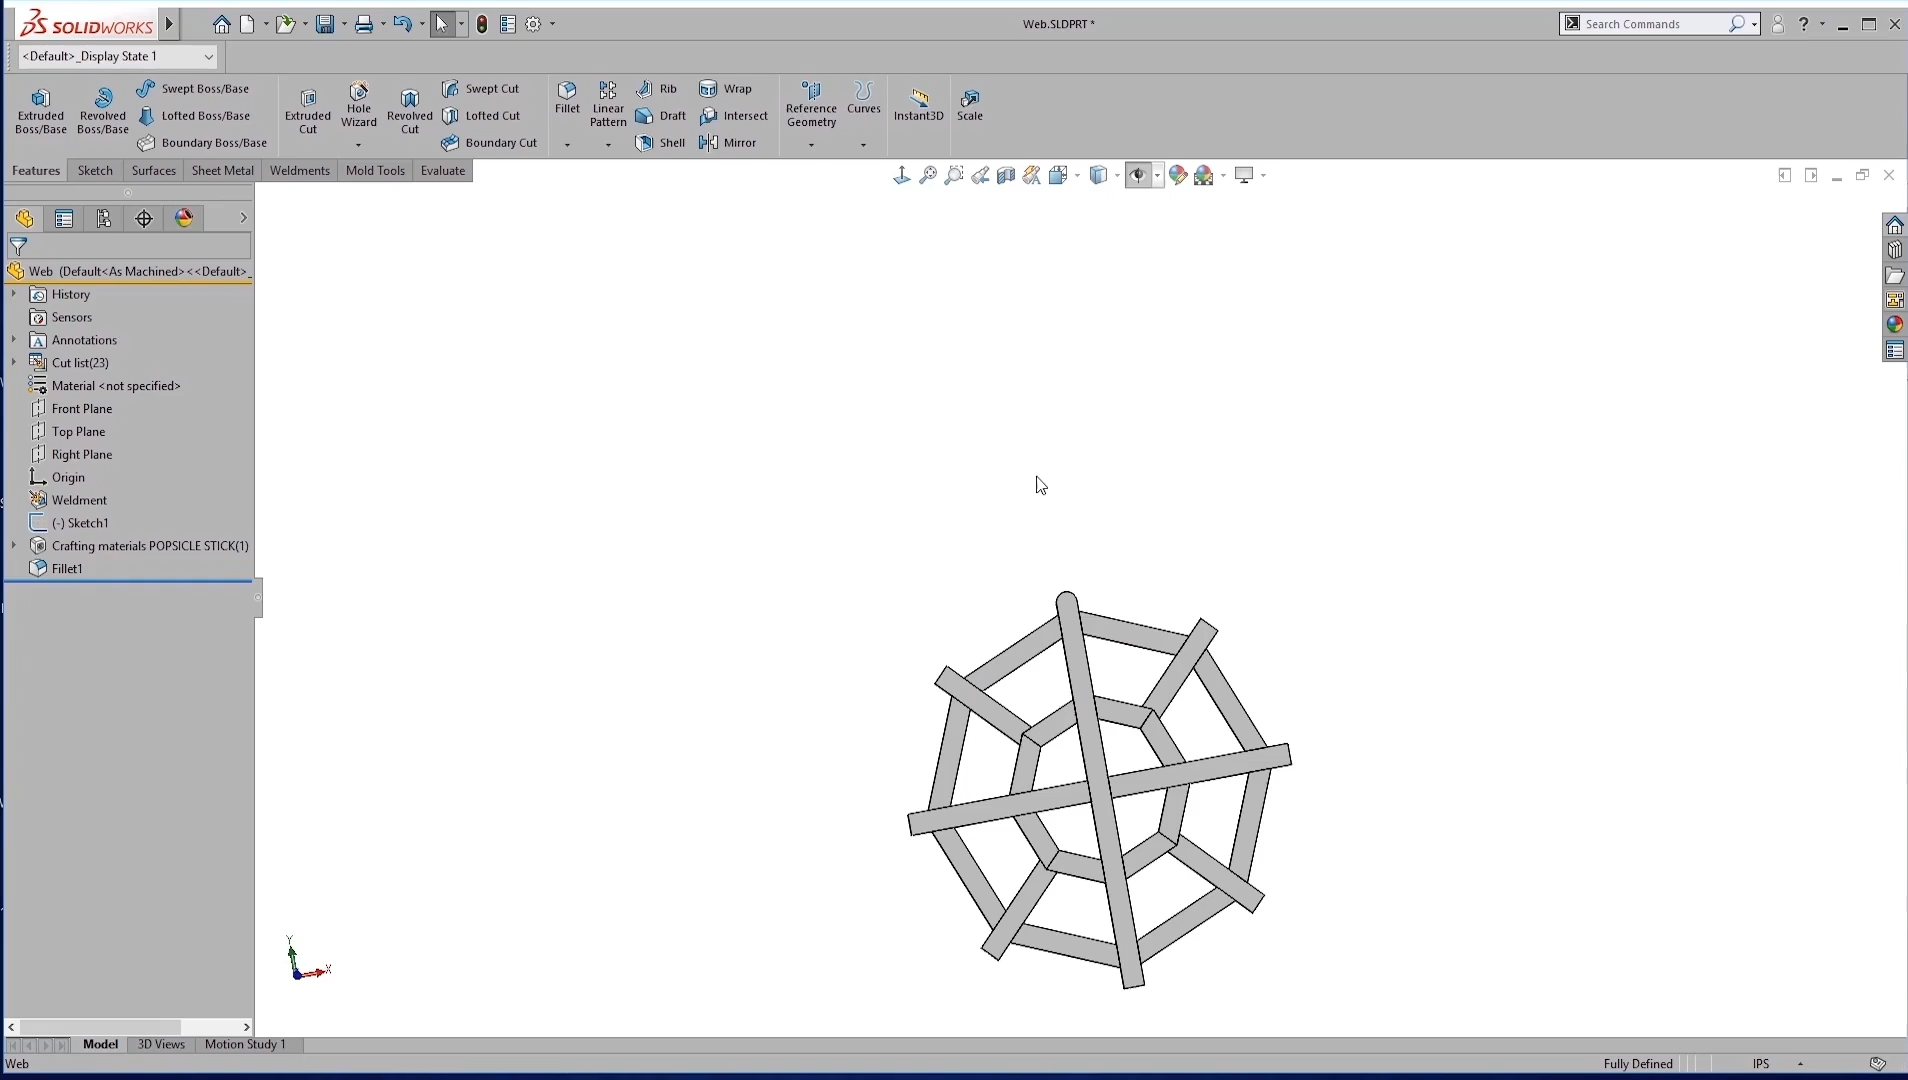 SOLIDWORKS
Web.SLDPRT *
Search Commands
?
<Default>_Display State 1
Extruded Boss/Base
Revolved Boss/Base
Swept Boss/Base
Lofted Boss/Base
Boundary Boss/Base
Extruded Cut
Hole Wizard
Revolved Cut
Swept Cut
Lofted Cut
Boundary Cut
Fillet
Linear Pattern
Rib
Draft
Shell
Wrap
Intersect
Mirror
Reference Geometry
Curves
Instant3D
Scale
Features
Sketch
Surfaces
Sheet Metal
Weldments
Mold Tools
Evaluate
Web (Default<As Machined><<Default>_
History
Sensors
Annotations
Cut list(23)
Material <not specified>
Front Plane
Top Plane
Right Plane
Origin
Weldment
(-) Sketch1
Crafting materials POPSICLE STICK(1)
Fillet1
Y
X
Model
3D Views
Motion Study 1
Web
Fully Defined
IPS